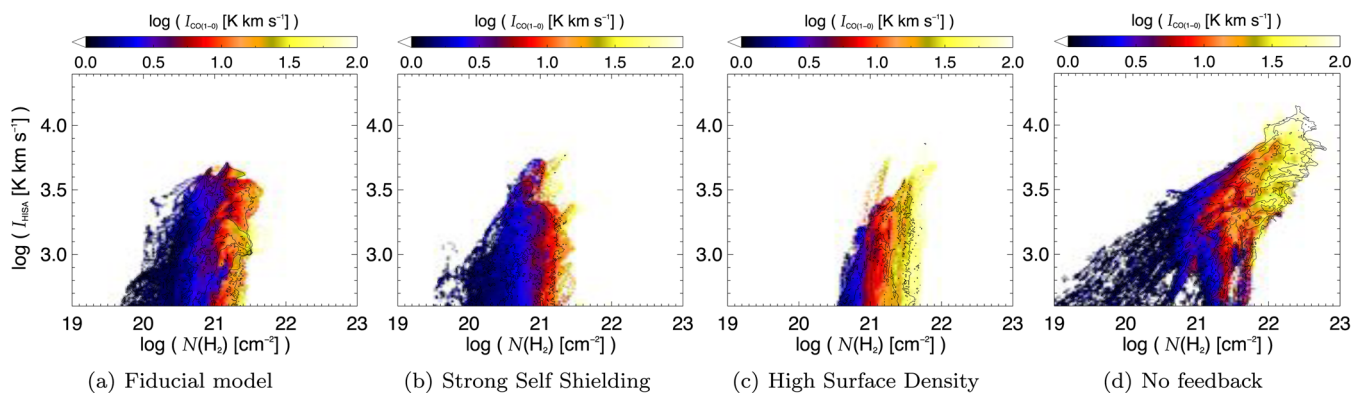 log ( I_CO(1−0) [K km s⁻¹] ) log ( I_CO(1−0) [K km s⁻¹] ) log ( I_CO(1−0) [K km s⁻¹] ) log ( I_CO(1−0) [K km s⁻¹] )
0.0 0.5 1.0 1.5 2.0 0.0 0.5 1.0 1.5 2.0 0.0 0.5 1.0 1.5 2.0 0.0 0.5 1.0 1.5 2.0
log ( I_HISA [K km s⁻¹] )
4.0 4.0 4.0 4.0
3.5 3.5 3.5 3.5
3.0 3.0 3.0 3.0
19 20 21 22 23 19 20 21 22 23 19 20 21 22 23 19 20 21 22 23
log ( N(H₂) [cm⁻²] ) log ( N(H₂) [cm⁻²] ) log ( N(H₂) [cm⁻²] ) log ( N(H₂) [cm⁻²] )
(a) Fiducial model (b) Strong Self Shielding (c) High Surface Density (d) No feedback